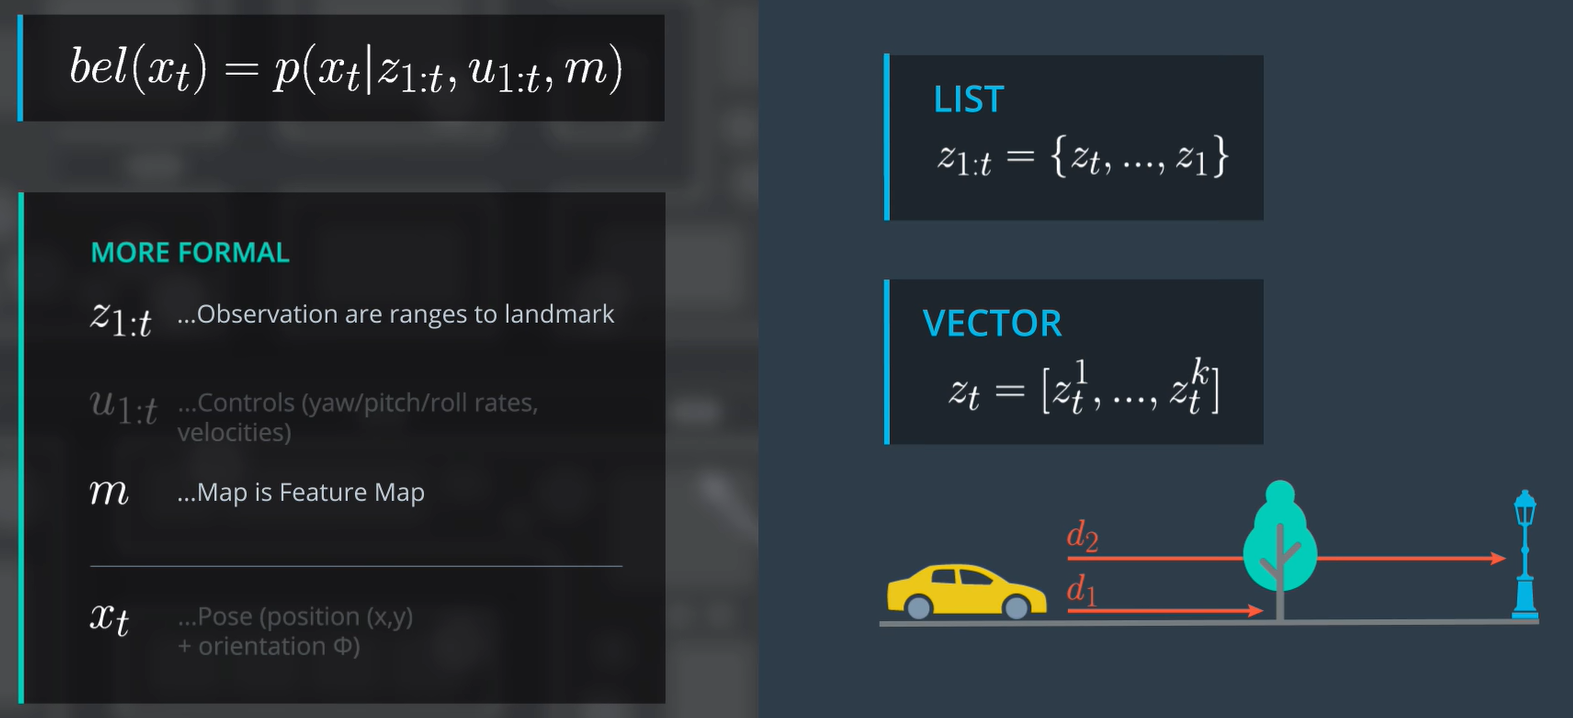 bel(x_t) = p(x_t|z_{1:t}, u_{1:t}, m)
MORE FORMAL
z_{1:t} ...Observation are ranges to landmark
u_{1:t} ...Controls (yaw/pitch/roll rates,
velocities)
m ...Map is Feature Map
x_t ...Pose (position (x,y)
+ orientation Φ)
LIST
z_{1:t} = {z_t, ..., z_1}
VECTOR
z_t = [z_t^1, ..., z_t^k]
d_2
d_1